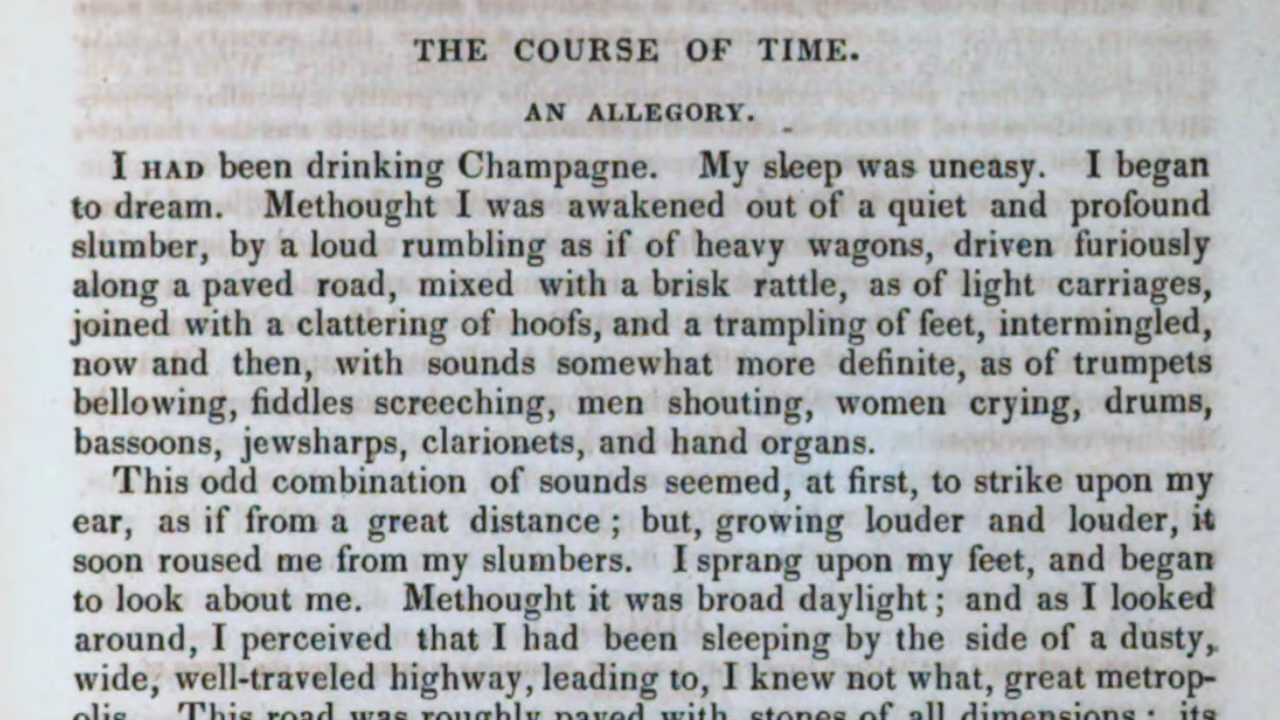 THE COURSE OF TIME.
AN ALLEGORY.
I HAD been drinking Champagne. My sleep was uneasy. I began
to dream. Methought I was awakened out of a quiet and profound
slumber, by a loud rumbling as if of heavy wagons, driven furiously
along a paved road, mixed with a brisk rattle, as of light carriages,
joined with a clattering of hoofs, and a trampling of feet, intermingled,
now and then, with sounds somewhat more definite, as of trumpets
bellowing, fiddles screeching, men shouting, women crying, drums,
bassoons, jewsharps, clarionets, and hand organs.
This odd combination of sounds seemed, at first, to strike upon my
ear, as if from a great distance; but, growing louder and louder, it
soon roused me from my slumbers. I sprang upon my feet, and began
to look about me. Methought it was broad daylight; and as I looked
around, I perceived that I had been sleeping by the side of a dusty,
wide, well-traveled highway, leading to, I knew not what, great metrop-
olis. This road was roughly paved with stones of all dimensions; its